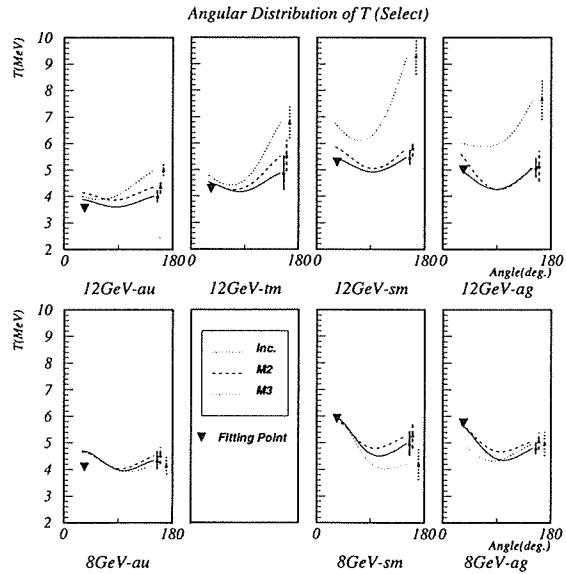 Angular Distribution of T (Select)
T(MeV)
10
9
8
7
6
5
4
3
2
0 180 0 180 0 180 0 180
Angle(deg.)
12GeV-au 12GeV-tm 12GeV-sm 12GeV-ag
T(MeV)
10
9
8
7
6
5
4
3
2
Inc.
M2
M3
Fitting Point
0 180 0 180 0 180
Angle(deg.)
8GeV-au 8GeV-sm 8GeV-ag